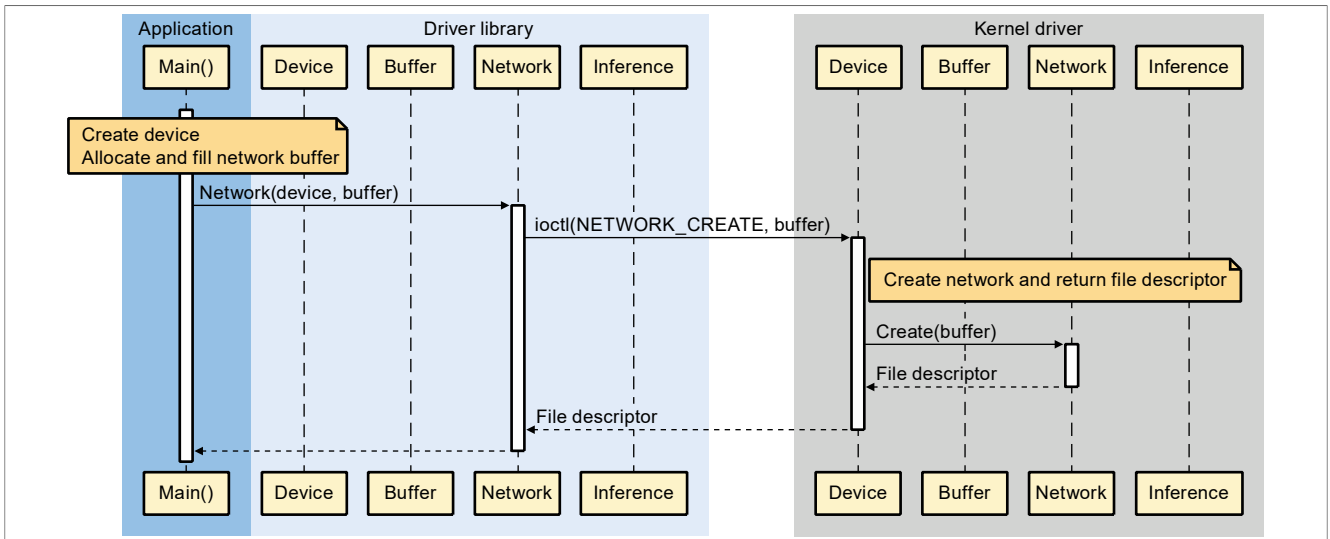 Application
Driver library
Kernel driver
Main()
Device
Buffer
Network
Inference
Device
Buffer
Network
Inference
Create device
Allocate and fill network buffer
Network(device, buffer)
ioctl(NETWORK_CREATE, buffer)
Create network and return file descriptor
Create(buffer)
File descriptor
File descriptor
Main()
Device
Buffer
Network
Inference
Device
Buffer
Network
Inference